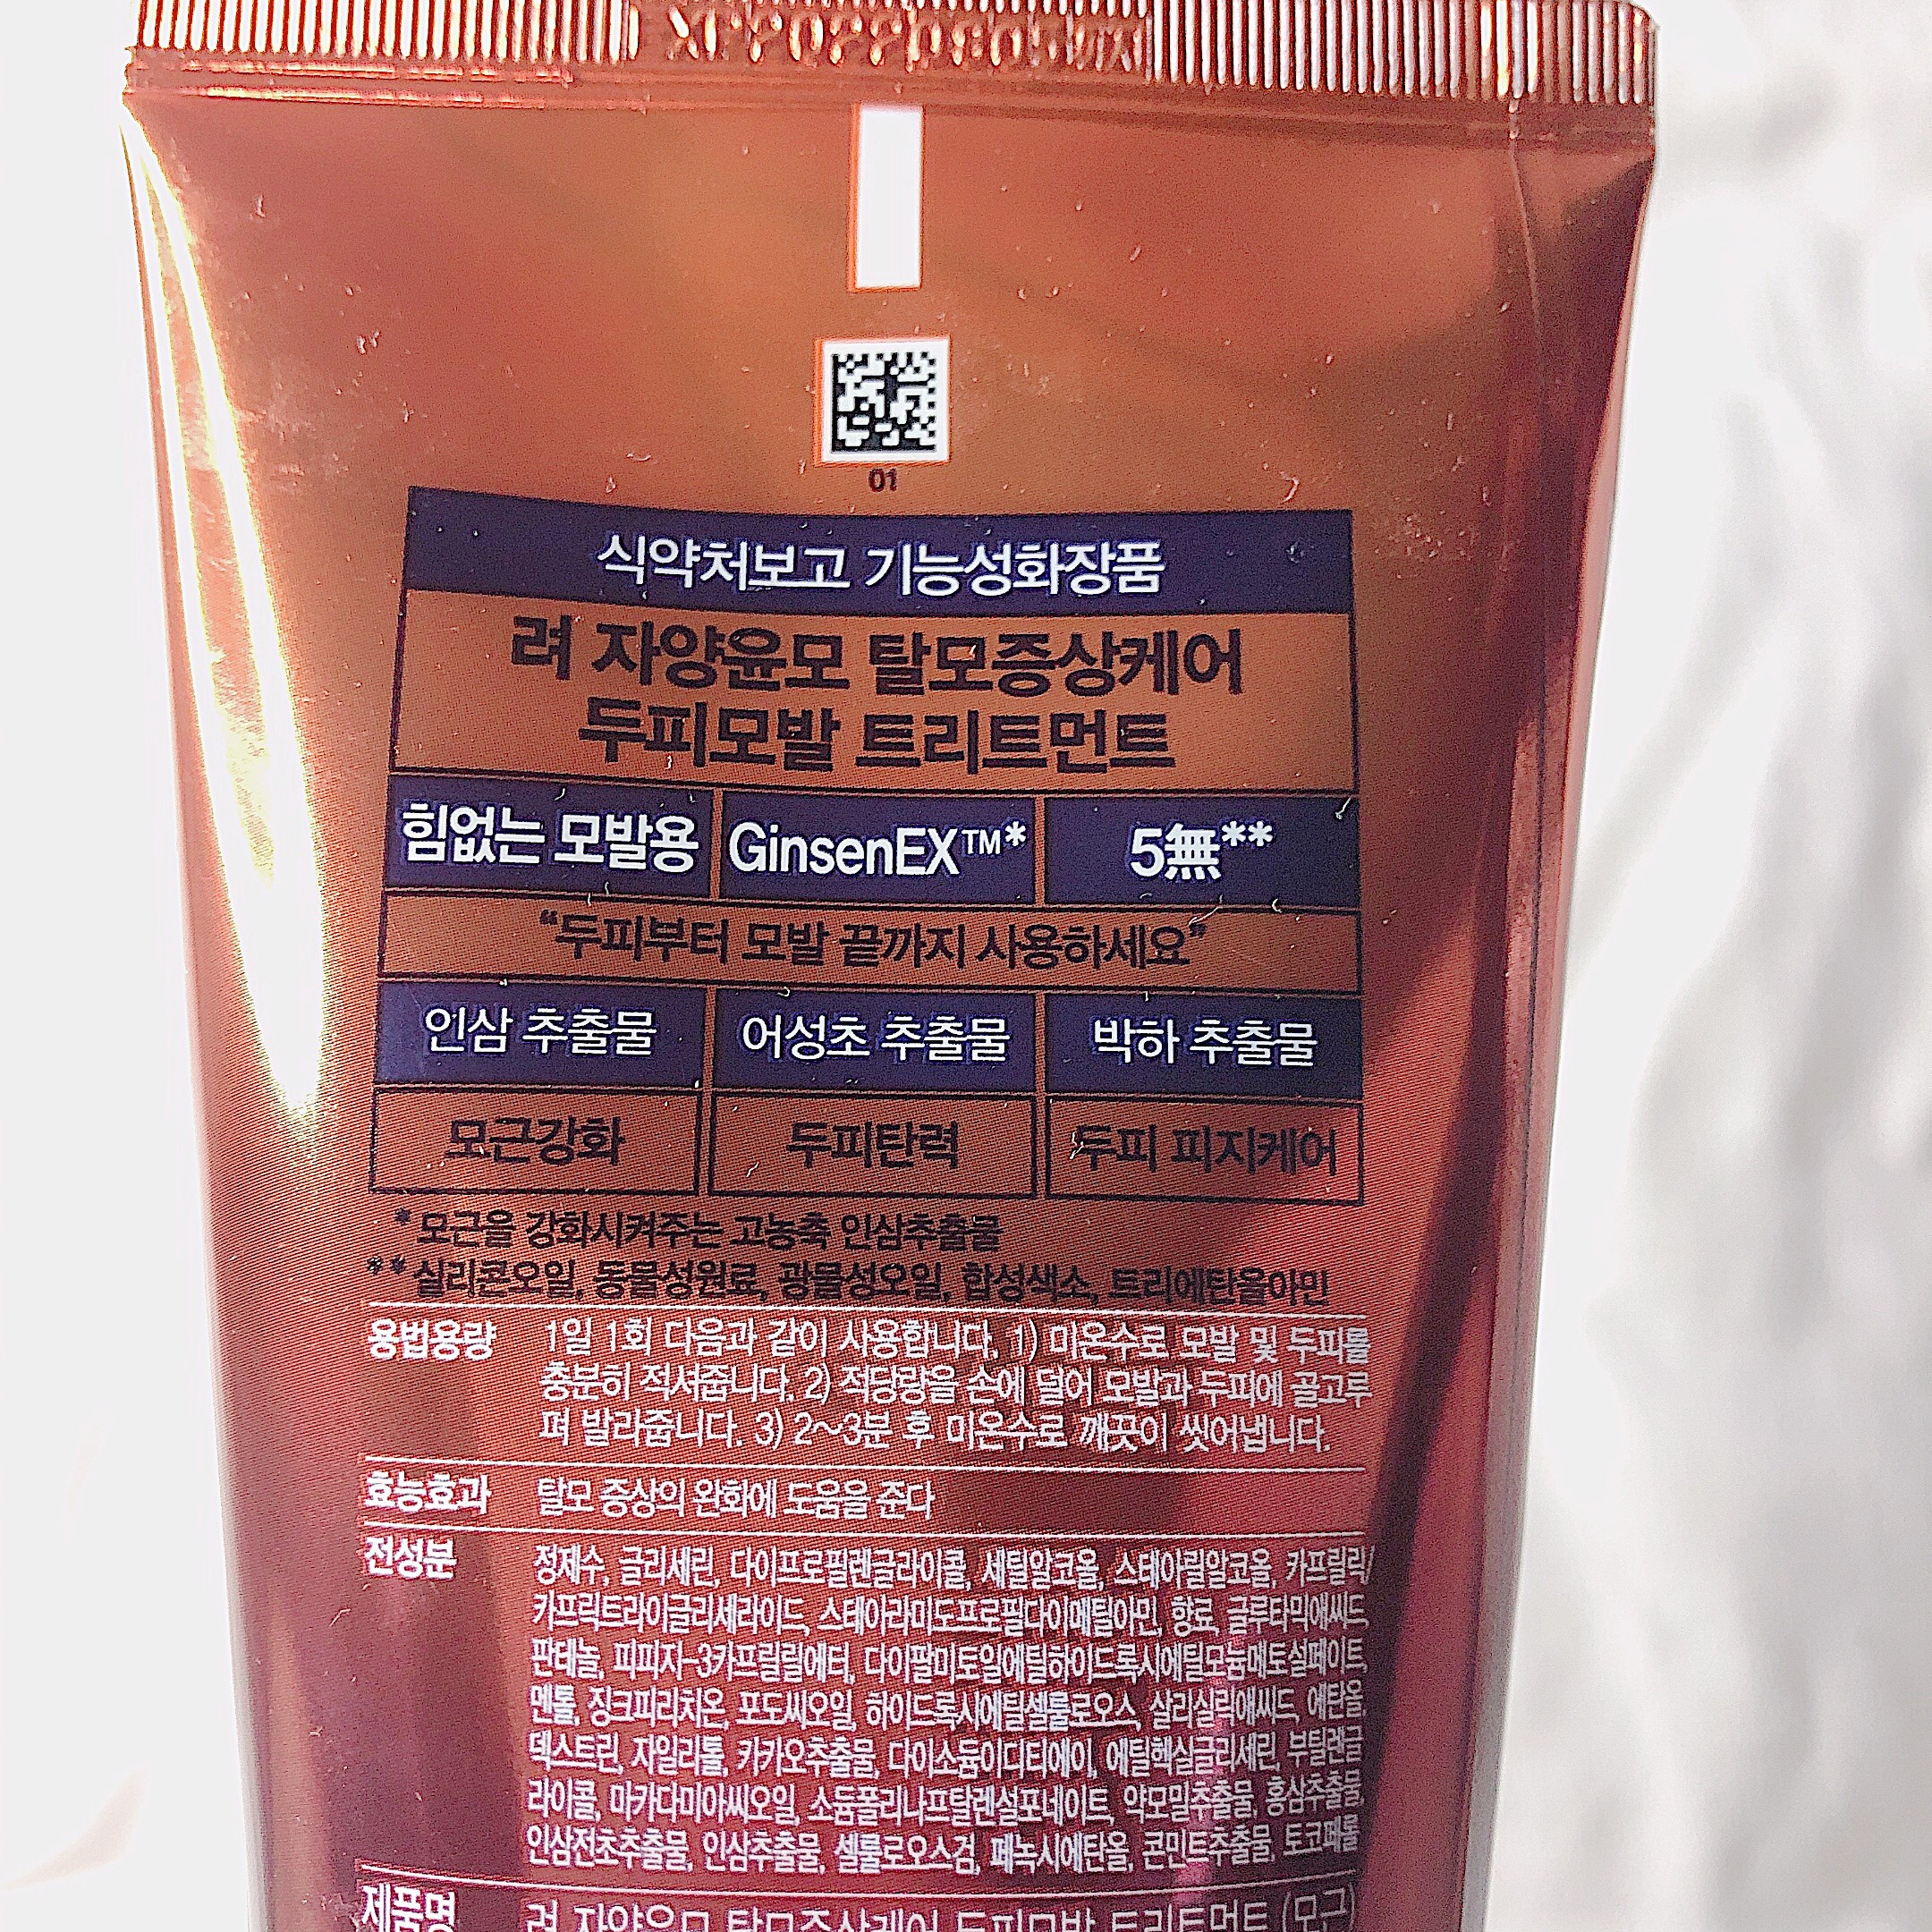 01
식약처보고 기능성화장품
려 자양윤모 탈모증상케어
두피모발 트리트먼트
힘없는 모발용 GinsenEX™* 5無**
“두피부터 모발 끝까지 사용하세요”
인삼 추출물 어성초 추출물 박하 추출물
모근강화 두피탄력 두피 피지케어
* 모근을 강화시켜주는 고농축 인삼추출물
** 실리콘오일, 동물성원료, 광물성오일, 합성색소, 트리에탄올아민
용법용량 1일 1회 다음과 같이 사용합니다. 1) 미온수로 모발 및 두피를
충분히 적셔줍니다. 2) 적당량을 손에 덜어 모발과 두피에 골고루
펴 발라줍니다. 3) 2~3분 후 미온수로 깨끗이 씻어냅니다.
효능효과 탈모 증상의 완화에 도움을 준다
전성분 정제수, 글리세린, 다이프로필렌글라이콜, 세틸알코올, 스테아릴알코올, 카프릴릭/
카프릭트라이글리세라이드, 스테아라미도프로필다이메틸아민, 향료, 글루타믹애씨드,
판테놀, 피피지-3카프릴릴에터, 다이팔미토일에틸하이드록시에틸모늄메토설페이트,
멘톨, 징크피리치온, 포도씨오일, 하이드록시에틸셀룰로오스, 살리실릭애씨드, 에탄올,
덱스트린, 자일리톨, 카카오추출물, 다이소듐이디티에이, 에틸헥실글리세린, 부틸렌글
라이콜, 마카다미아씨오일, 소듐폴리나프탈렌설포네이트, 약모밀추출물, 홍삼추출물,
인삼전초추출물, 인삼추출물, 셀룰로오스검, 페녹시에탄올, 콘민트추출물, 토코페롤
제품명 려 자양윤모 탈모증상케어 두피모발 트리트먼트 (모근)